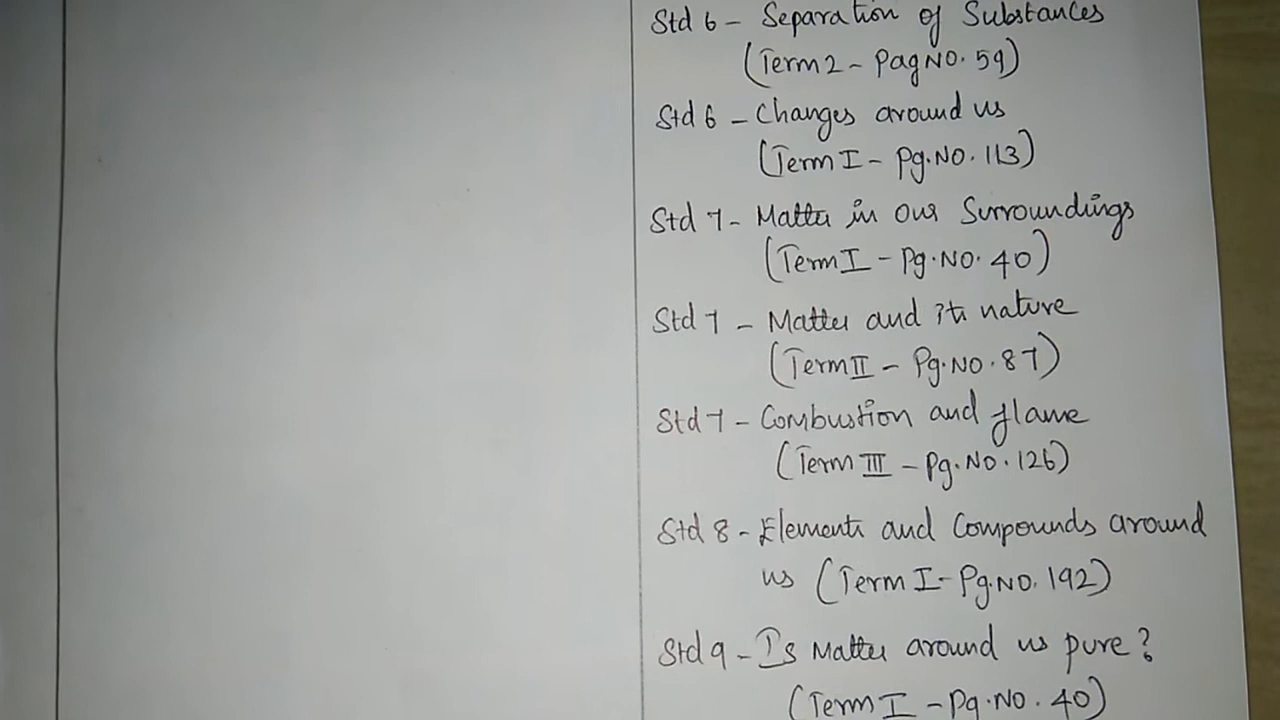 Std 6 - Separation of Substances
(Term 2 - Pag No. 59)
Std 6 - Changes around us
(Term I - Pg.No. 113)
Std 7 - Matter in our Surroundings
(Term I - Pg.No. 40)
Std 7 - Matter and its nature
(Term II - Pg.No. 87)
Std 7 - Combustion and flame
(Term III - Pg.No. 126)
Std 8 - Elements and Compounds around
us (Term I - Pg.No. 192)
Std 9 - Is Matter around us pure?
(Term I - Pg.No. 40)